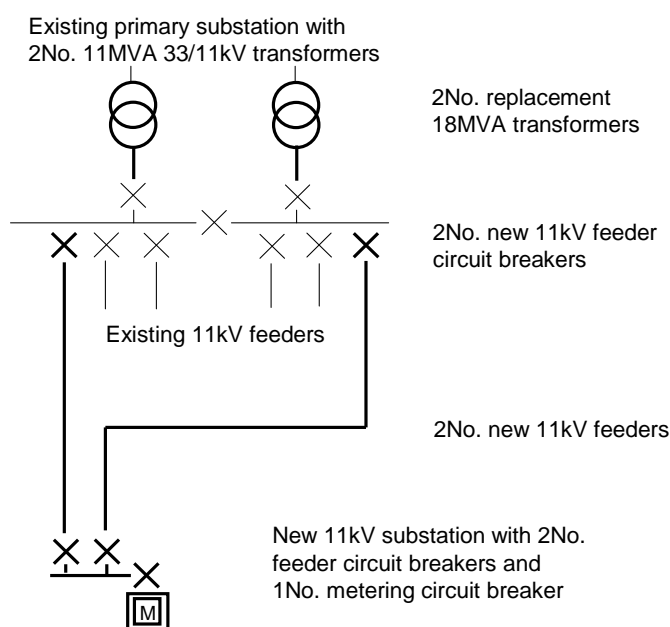 Existing primary substation with
2No. 11MVA 33/11kV transformers
2No. replacement
18MVA transformers
2No. new 11kV feeder
circuit breakers
Existing 11kV feeders
2No. new 11kV feeders
New 11kV substation with 2No.
feeder circuit breakers and
1No. metering circuit breaker
M